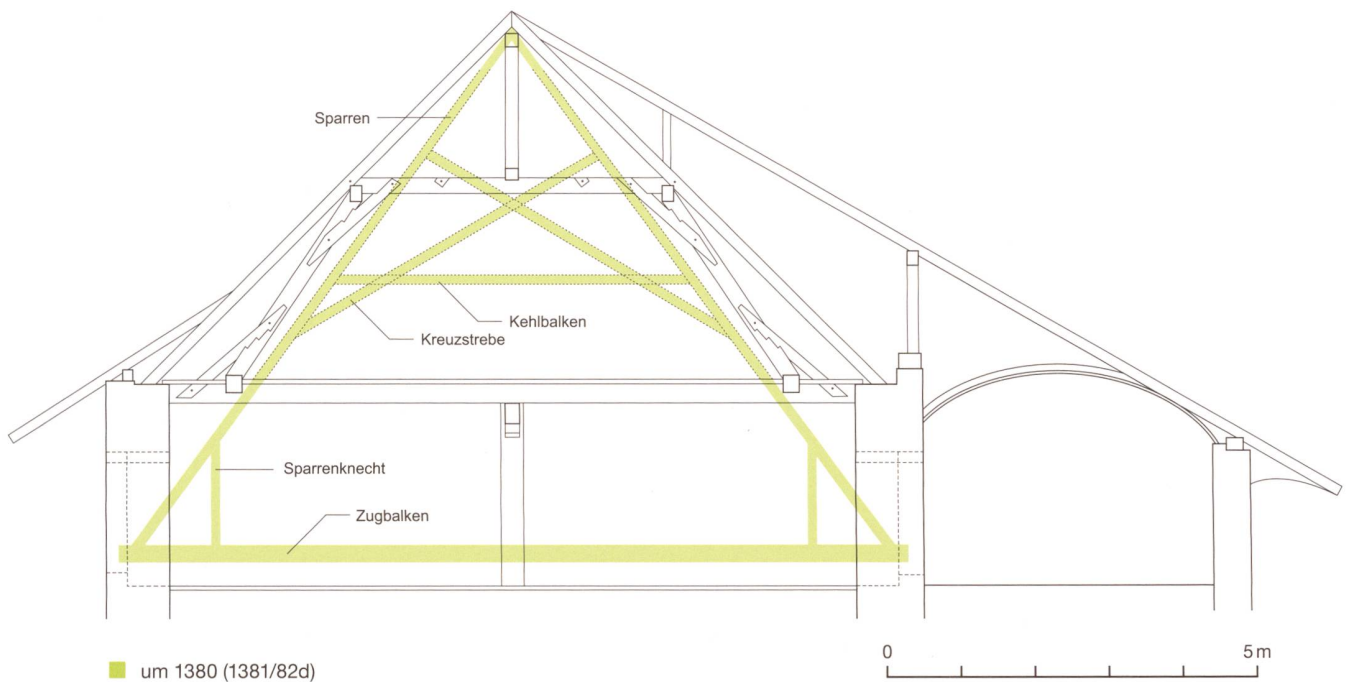 Sparren
Kehlbalken
Kreuzstrebe
Sparrenknecht
Zugbalken
um 1380 (1381/82d)
0 5 m